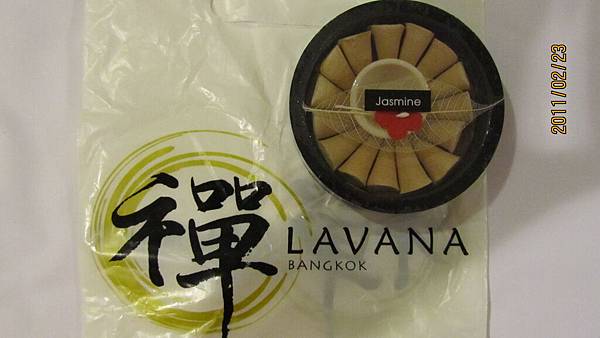 Jasmine
2011/02/23
禪
LAVANA
BANGKOK